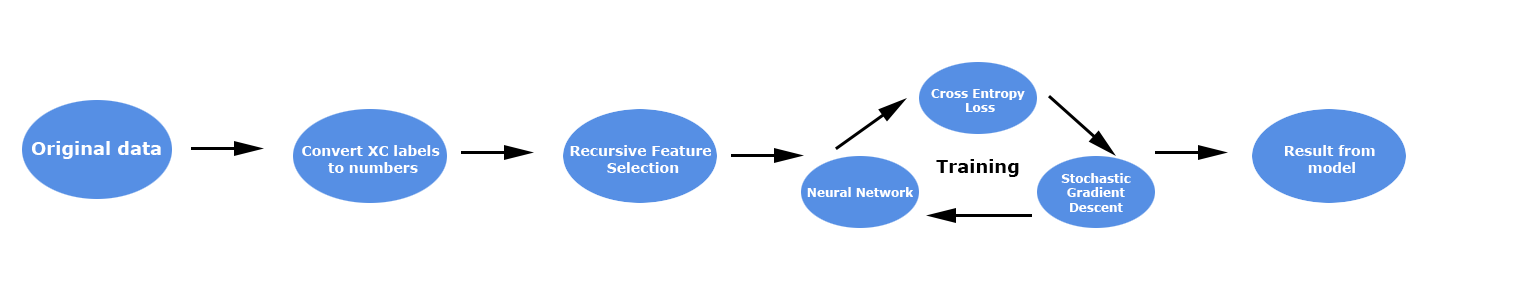 Original data
Convert XC labels
to numbers
Recursive Feature
Selection
Neural Network
Cross Entropy
Loss
Training
Stochastic
Gradient
Descent
Result from
model